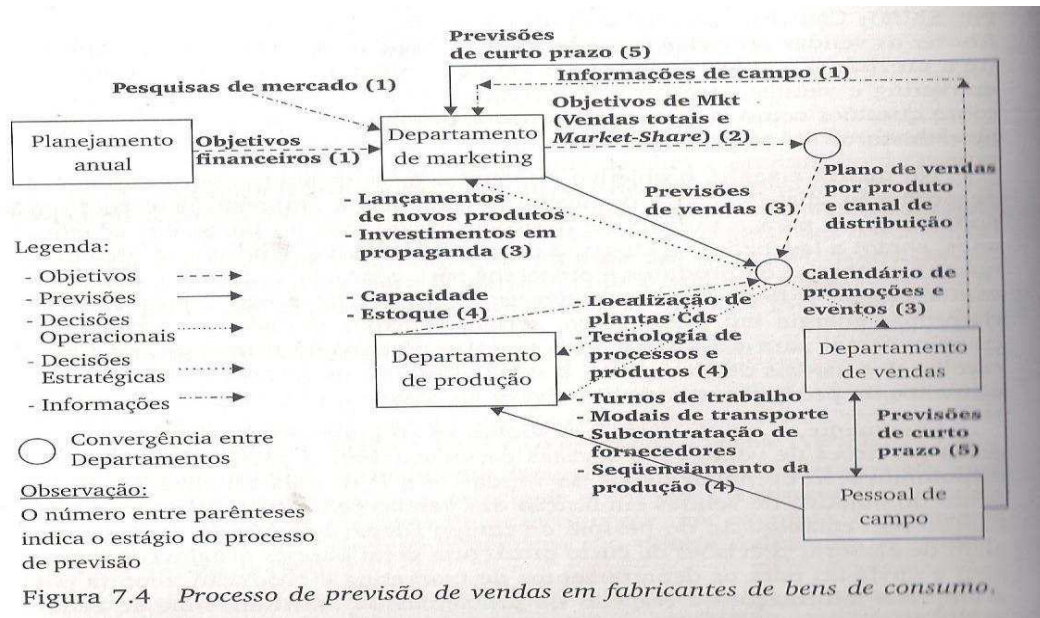 Previsões
de curto prazo (5)
Informações de campo (1)
Pesquisas de mercado (1)
Objetivos de Mkt
(Vendas totais e
Market-Share) (2)
Planejamento
anual
Objetivos
financeiros (1)
Departamento
de marketing
Plano de vendas
por produto
e canal de
distribuição
Previsões
de vendas (3)
- Lançamentos
de novos produtos
- Investimentos em
propaganda (3)
Legenda:
- Objetivos
- Previsões
- Decisões
Operacionais
- Decisões
Estratégicas
- Informações
Convergência entre
Departamentos
Observação:
O número entre parênteses
indica o estágio do processo
de previsão
- Capacidade
- Estoque (4)
- Localização de
plantas Cds
- Tecnologia de
processos e
produtos (4)
Calendário de
promoções e
eventos (3)
Departamento
de produção
Departamento
de vendas
- Turnos de trabalho
- Modais de transporte
- Subcontratação de
fornecedores
- Seqüenciamento da
produção (4)
Previsões
de curto
prazo (5)
Pessoal de
campo
Figura 7.4 Processo de previsão de vendas em fabricantes de bens de consumo.